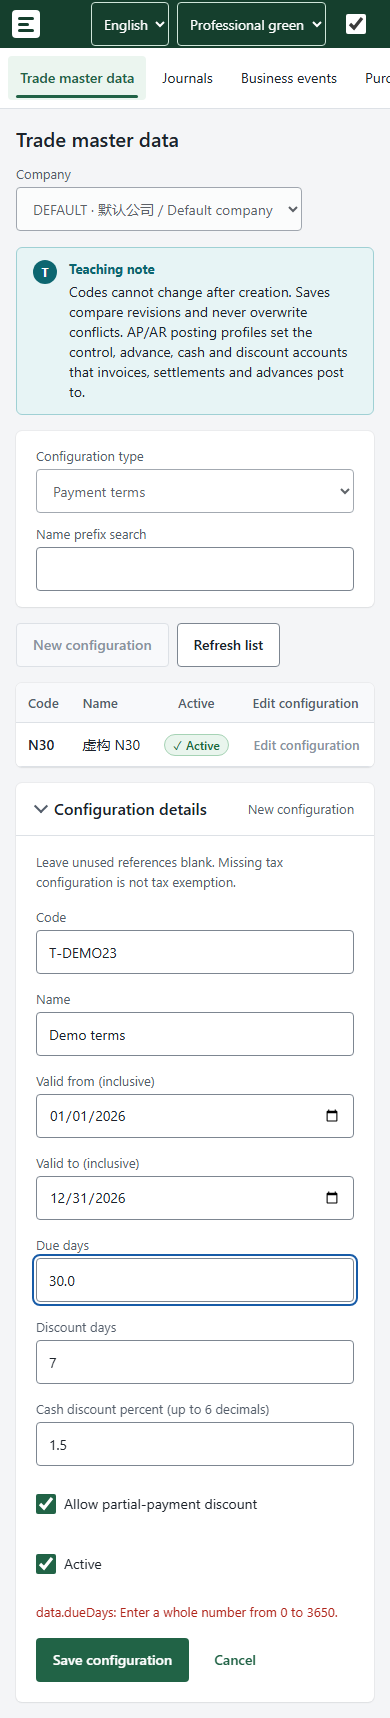 English
Professional green
Trade master data
Journals
Business events
Purc
Trade master data
Company
DEFAULT · 默认公司 / Default company
T
Teaching note
Codes cannot change after creation. Saves
compare revisions and never overwrite
conflicts. AP/AR posting profiles set the
control, advance, cash and discount accounts
that invoices, settlements and advances post
to.
Configuration type
Payment terms
Name prefix search
New configuration
Refresh list
Code Name Active Edit configuration
N30 虚构 N30 ✓ Active Edit configuration
Configuration details
New configuration
Leave unused references blank. Missing tax
configuration is not tax exemption.
Code
T-DEMO23
Name
Demo terms
Valid from (inclusive)
01/01/2026
Valid to (inclusive)
12/31/2026
Due days
30.0
Discount days
7
Cash discount percent (up to 6 decimals)
1.5
Allow partial-payment discount
Active
data.dueDays: Enter a whole number from 0 to 3650.
Save configuration
Cancel